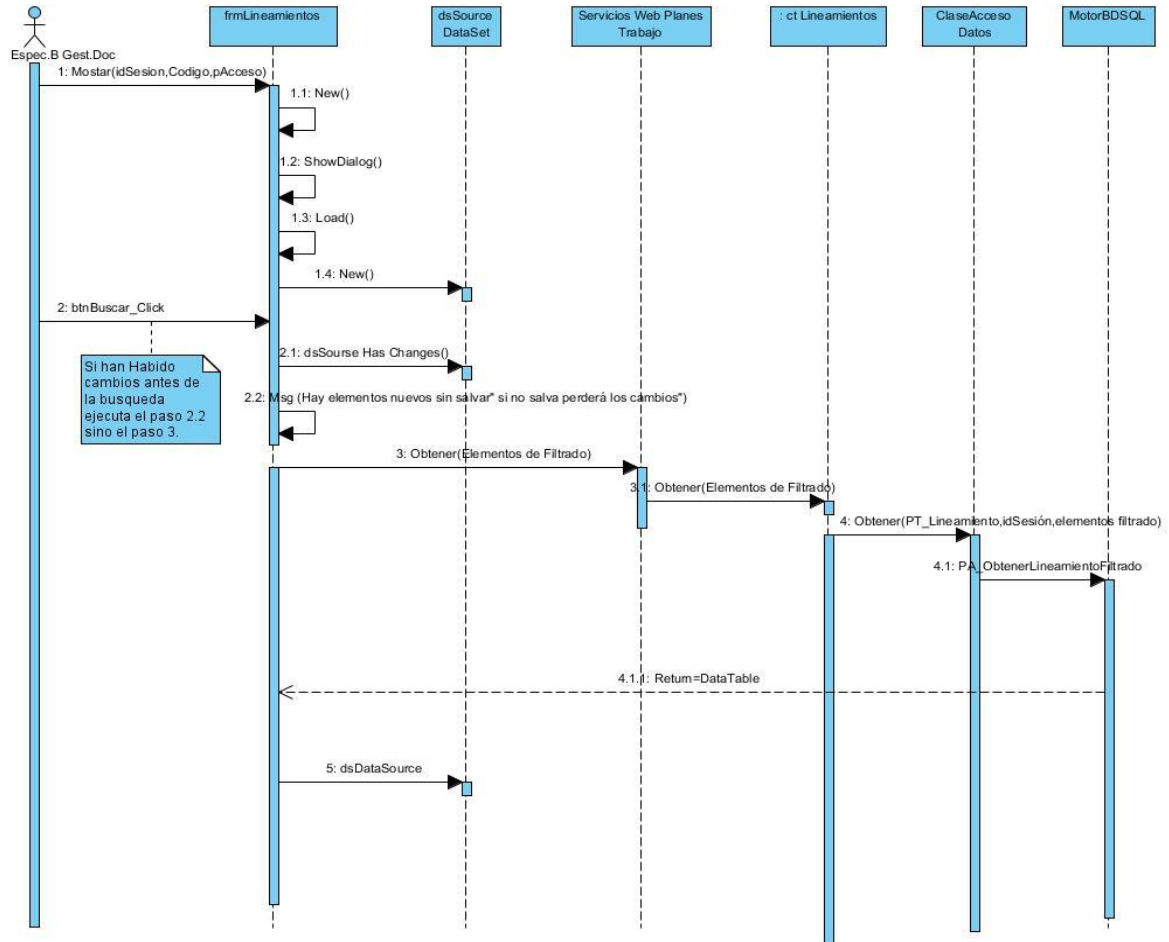 frmLineamientos
dsSource
DataSet
Servicios Web Planes
Trabajo
: ct Lineamientos
ClaseAcceso
Datos
MotorBDSQL
Espec.B Gest.Doc
1: Mostar(idSesion,Codigo,pAcceso)
1.1: New()
1.2: ShowDialog()
1.3: Load()
1.4: New()
2: btnBuscar_Click
Si han Habido
cambios antes de
la busqueda
ejecuta el paso 2.2
sino el paso 3.
2.1: dsSourse Has Changes()
2.2: Msg (Hay elementos nuevos sin salvar" si no salva perderá los cambios")
3: Obtener(Elementos de Filtrado)
3.1: Obtener(Elementos de Filtrado)
4: Obtener(PT_Lineamiento,idSesión,elementos filtrado)
4.1: PA_ObtenerLineamientoFiltrado
4.1.1: Return=DataTable
5: dsDataSource